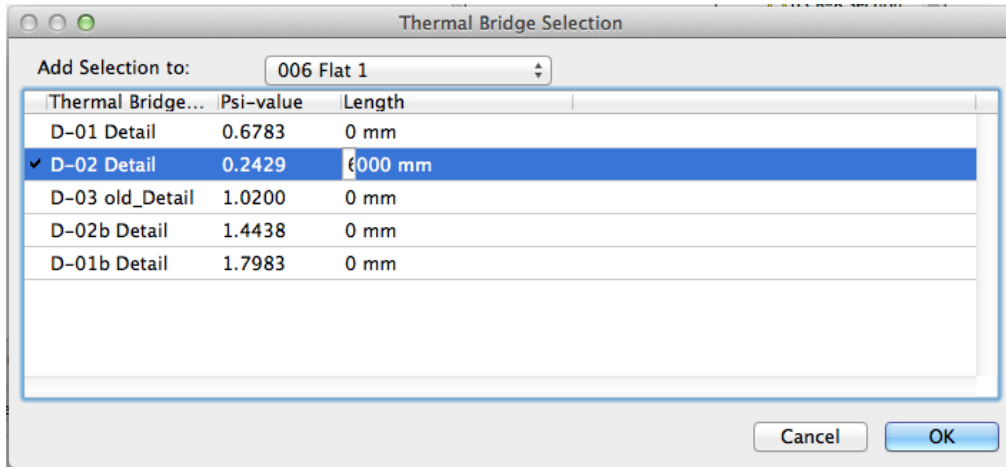 Thermal Bridge Selection
Add Selection to: 006 Flat 1
Thermal Bridge... Psi-value Length
D-01 Detail 0.6783 0 mm
✓ D-02 Detail 0.2429 6000 mm
D-03 old_Detail 1.0200 0 mm
D-02b Detail 1.4438 0 mm
D-01b Detail 1.7983 0 mm
Cancel OK